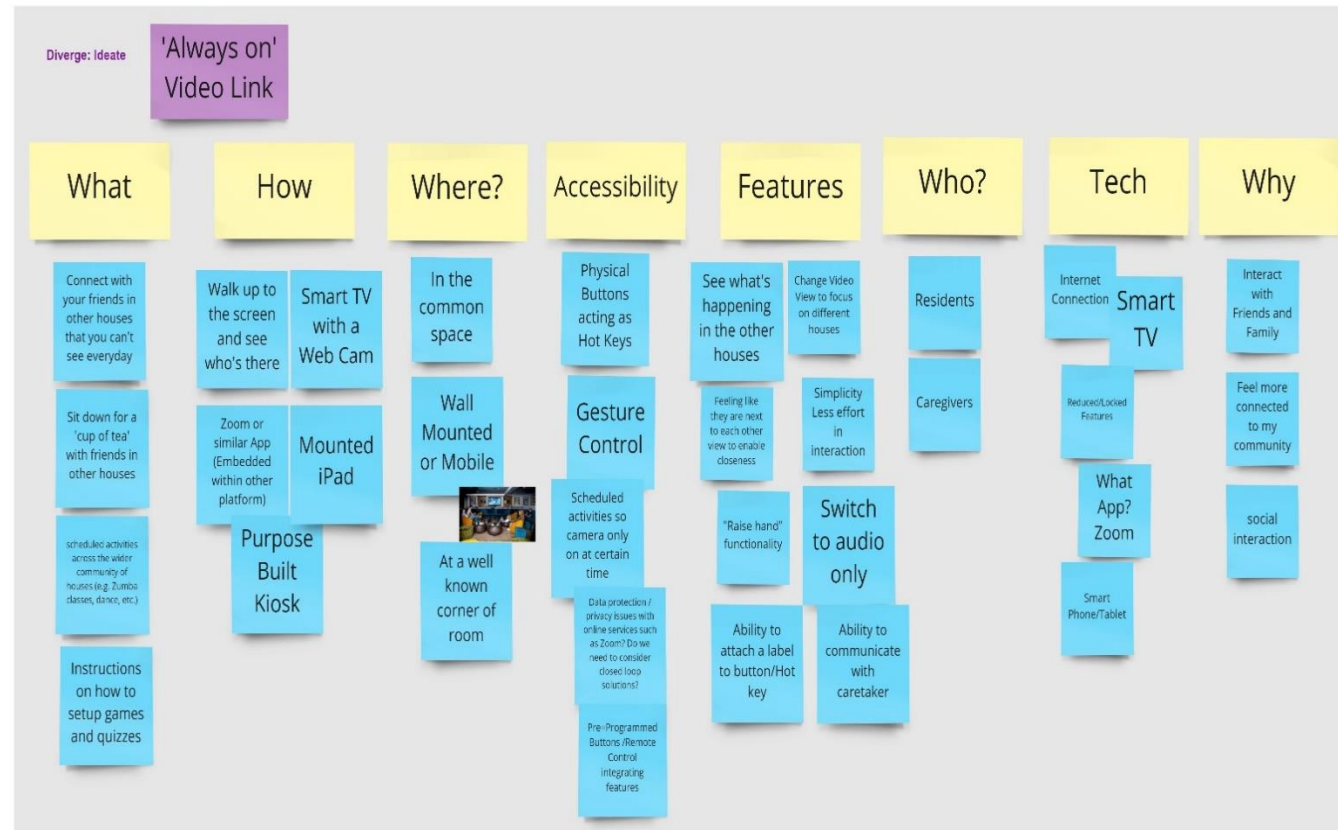 Diverge: Ideate
'Always on'
Video Link
What
How
Where?
Accessibility
Features
Who?
Tech
Why
Connect with
your friends in
other houses
that you can't
see everyday
Sit down for a
'cup of tea'
with friends in
other houses
scheduled activities
across the wider
community of
houses (e.g. Zumba
classes, dance, etc.)
Instructions
on how to
setup games
and quizzes
Walk up to
the screen
and see
who's there
Smart TV
with a
Web Cam
Zoom or
similar App
(Embedded
within other
platform)
Mounted
iPad
Purpose
Built
Kiosk
In the
common
space
Wall
Mounted
or Mobile
At a well
known
corner of
room
Physical
Buttons
acting as
Hot Keys
Gesture
Control
Scheduled
activities so
camera only
on at certain
time
Data protection /
privacy issues with
online services such
as Zoom? Do we
need to consider
closed loop
solutions?
Pre-Programmed
Buttons /Remote
Control
integrating
features
See what's
happening
in the other
houses
Change Video
View to focus
on different
houses
Feeling like
they are next
to each other
view to enable
closeness
Simplicity
Less effort
in
interaction
"Raise hand"
functionality
Switch
to audio
only
Ability to
attach a label
to button/Hot
key
Ability to
communicate
with
caretaker
Residents
Caregivers
Internet
Connection
Smart
TV
Reduced/Locked
Features
What
App?
Zoom
Smart
Phone/Tablet
Interact
with
Friends and
Family
Feel more
connected
to my
community
social
interaction